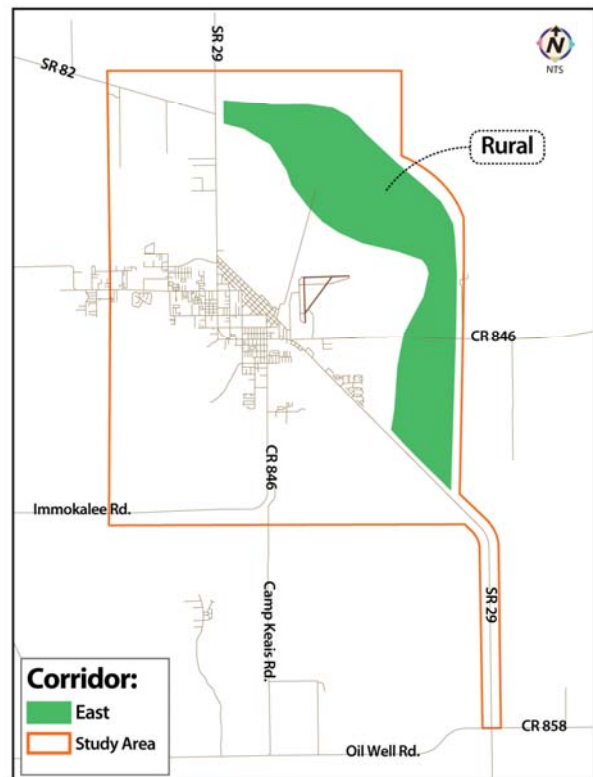 SR 29
SR 82
N
NTS
Rural
CR 846
CR 846
Immokalee Rd.
Camp Keais Rd.
SR 29
Corridor:
East
Study Area
CR 858
Oil Well Rd.